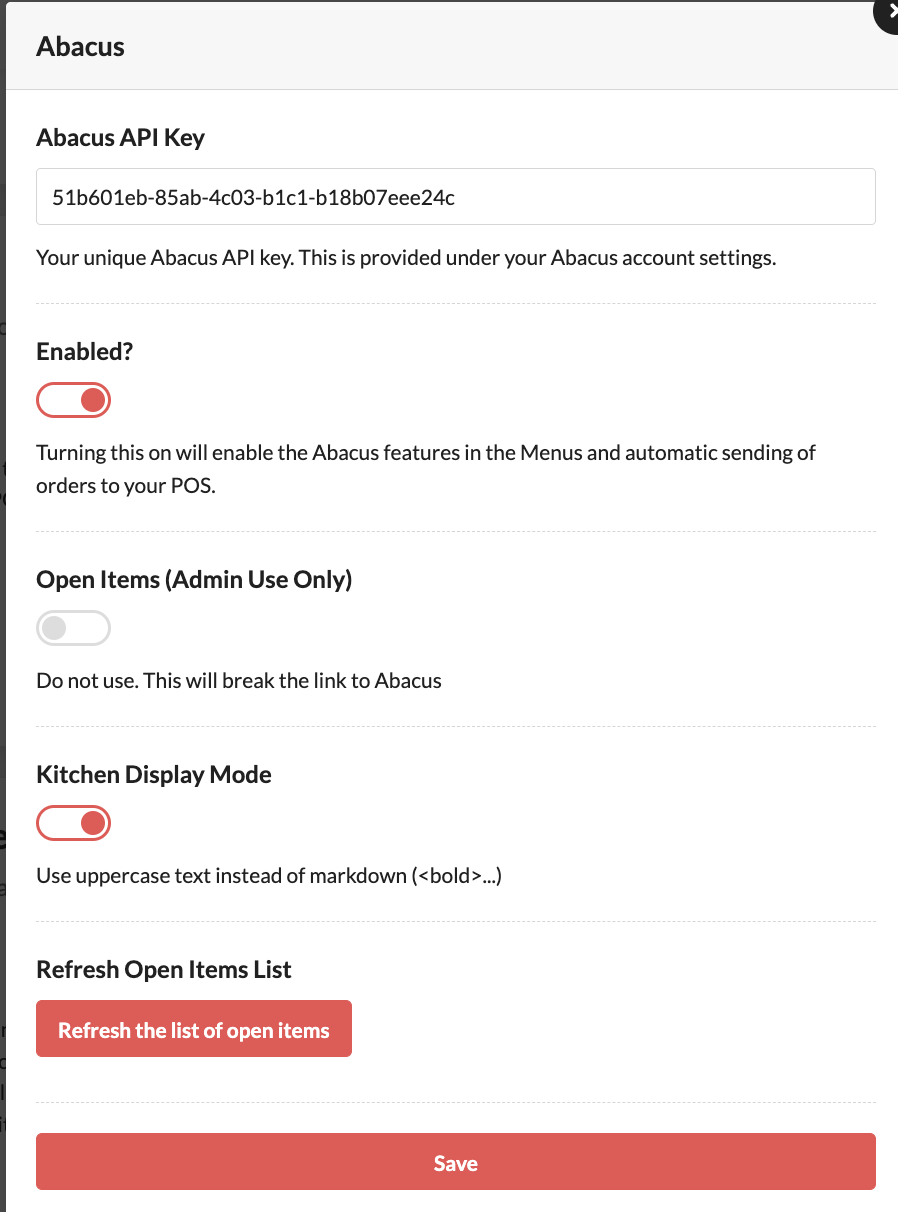 Abacus
Abacus API Key
51b601eb-85ab-4c03-b1c1-b18b07eee24c
Your unique Abacus API key. This is provided under your Abacus account settings.
Enabled?
Turning this on will enable the Abacus features in the Menus and automatic sending of
orders to your POS.
Open Items (Admin Use Only)
Do not use. This will break the link to Abacus
Kitchen Display Mode
Use uppercase text instead of markdown (<bold>...)
Refresh Open Items List
Refresh the list of open items
Save